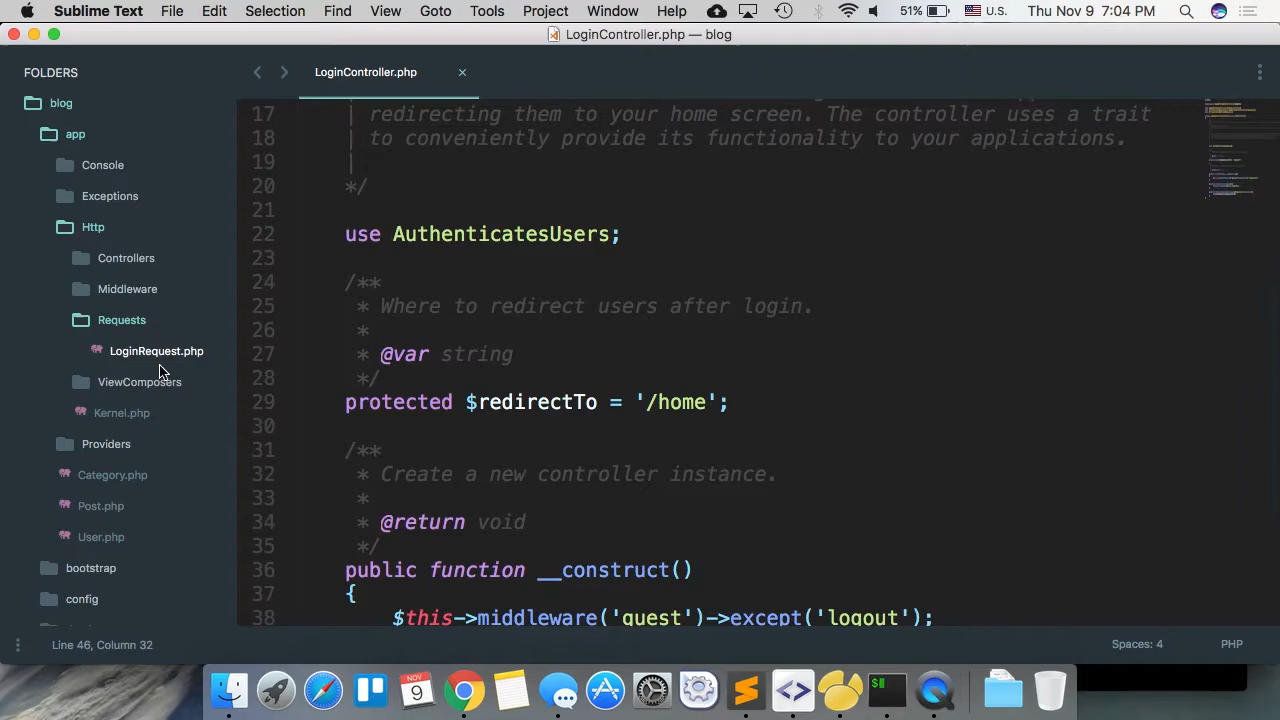 Sublime Text File Edit Selection Find View Goto Tools Project Window Help 51% U.S. Thu Nov 9 7:04 PM
LoginController.php — blog
FOLDERS
blog
app
Console
Exceptions
Http
Controllers
Middleware
Requests
LoginRequest.php
ViewComposers
Kernel.php
Providers
Category.php
Post.php
User.php
bootstrap
config
LoginController.php ×
17 | redirecting them to your home screen. The controller uses a trait
18 | to conveniently provide its functionality to your applications.
19 |
20 */
21
22 use AuthenticatesUsers;
23
24 /**
25 * Where to redirect users after login.
26 *
27 * @var string
28 */
29 protected $redirectTo = '/home';
30
31 /**
32 * Create a new controller instance.
33 *
34 * @return void
35 */
36 public function __construct()
37 {
38 $this->middleware('guest')->except('logout');
Line 46, Column 32 Spaces: 4 PHP
NOV
9